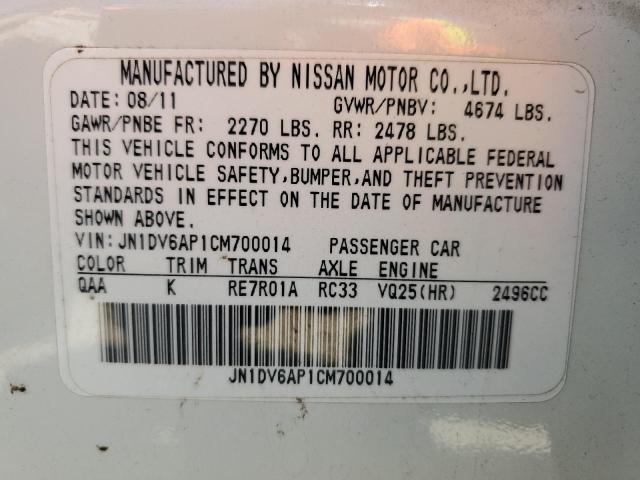 MANUFACTURED BY NISSAN MOTOR CO.,LTD.
DATE: 08/11 GVWR/PNBV: 4674 LBS.
GAWR/PNBE FR: 2270 LBS. RR: 2478 LBS.
THIS VEHICLE CONFORMS TO ALL APPLICABLE FEDERAL
MOTOR VEHICLE SAFETY,BUMPER,AND THEFT PREVENTION
STANDARDS IN EFFECT ON THE DATE OF MANUFACTURE
SHOWN ABOVE.
VIN:JN1DV6AP1CM700014 PASSENGER CAR
COLOR TRIM TRANS AXLE ENGINE
QAA K RE7R01A RC33 VQ25(HR) 2496CC
JN1DV6AP1CM700014